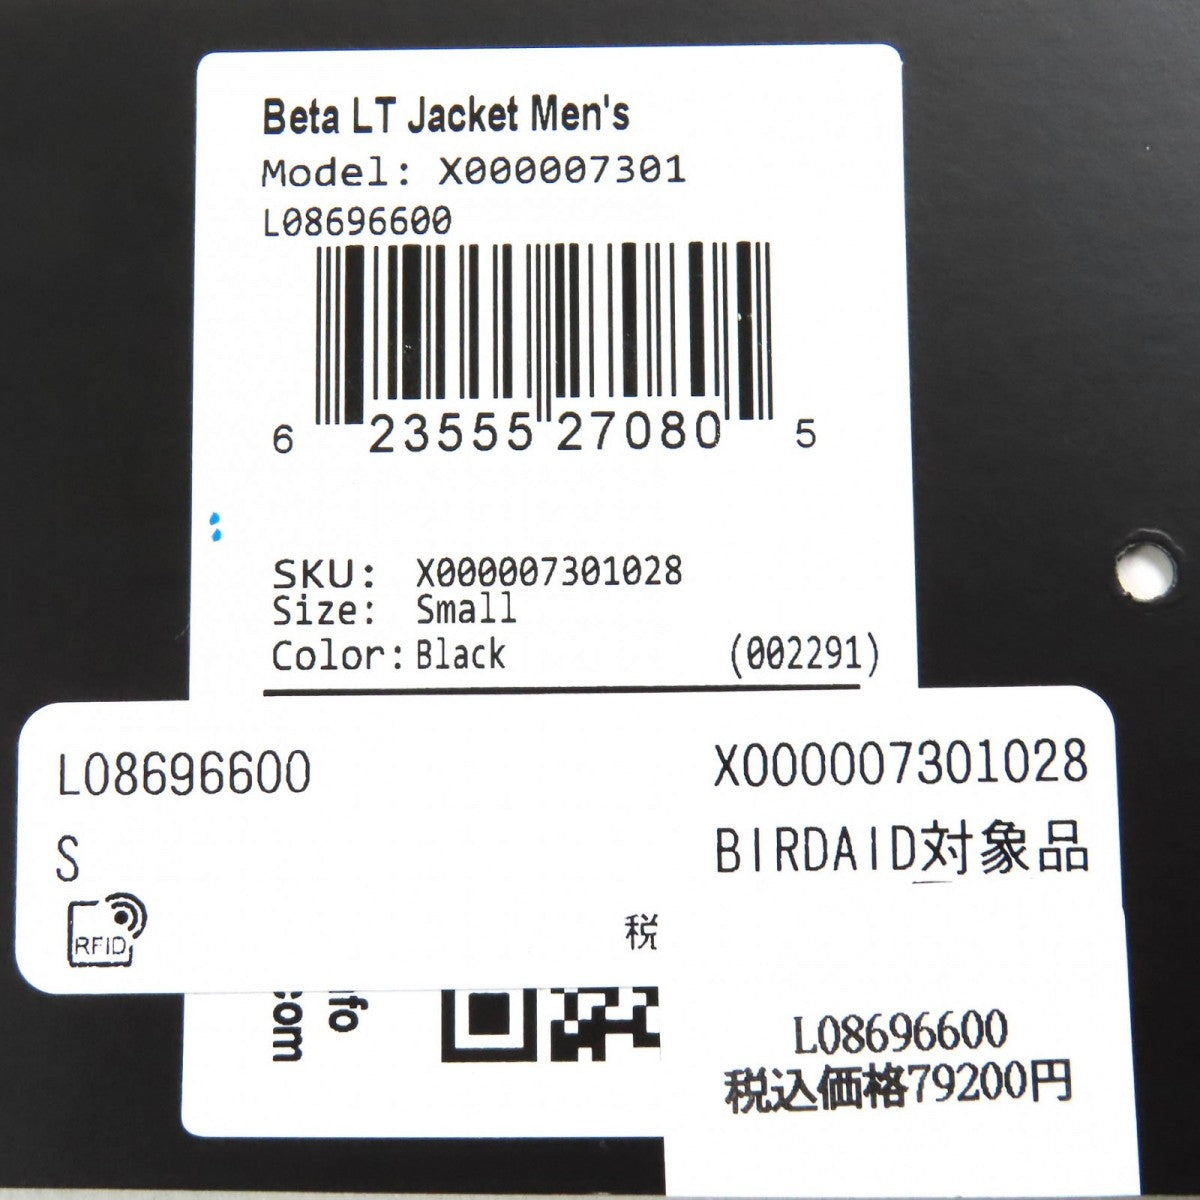 Beta LT Jacket Men's
Model: X000007301
L08696600
6 23555 27080 5
SKU: X000007301028
Size: Small
Color: Black (002291)
L08696600 X000007301028
S BIRDAID対象品
RFID
税
.com
nfo
L08696600
税込価格79200円